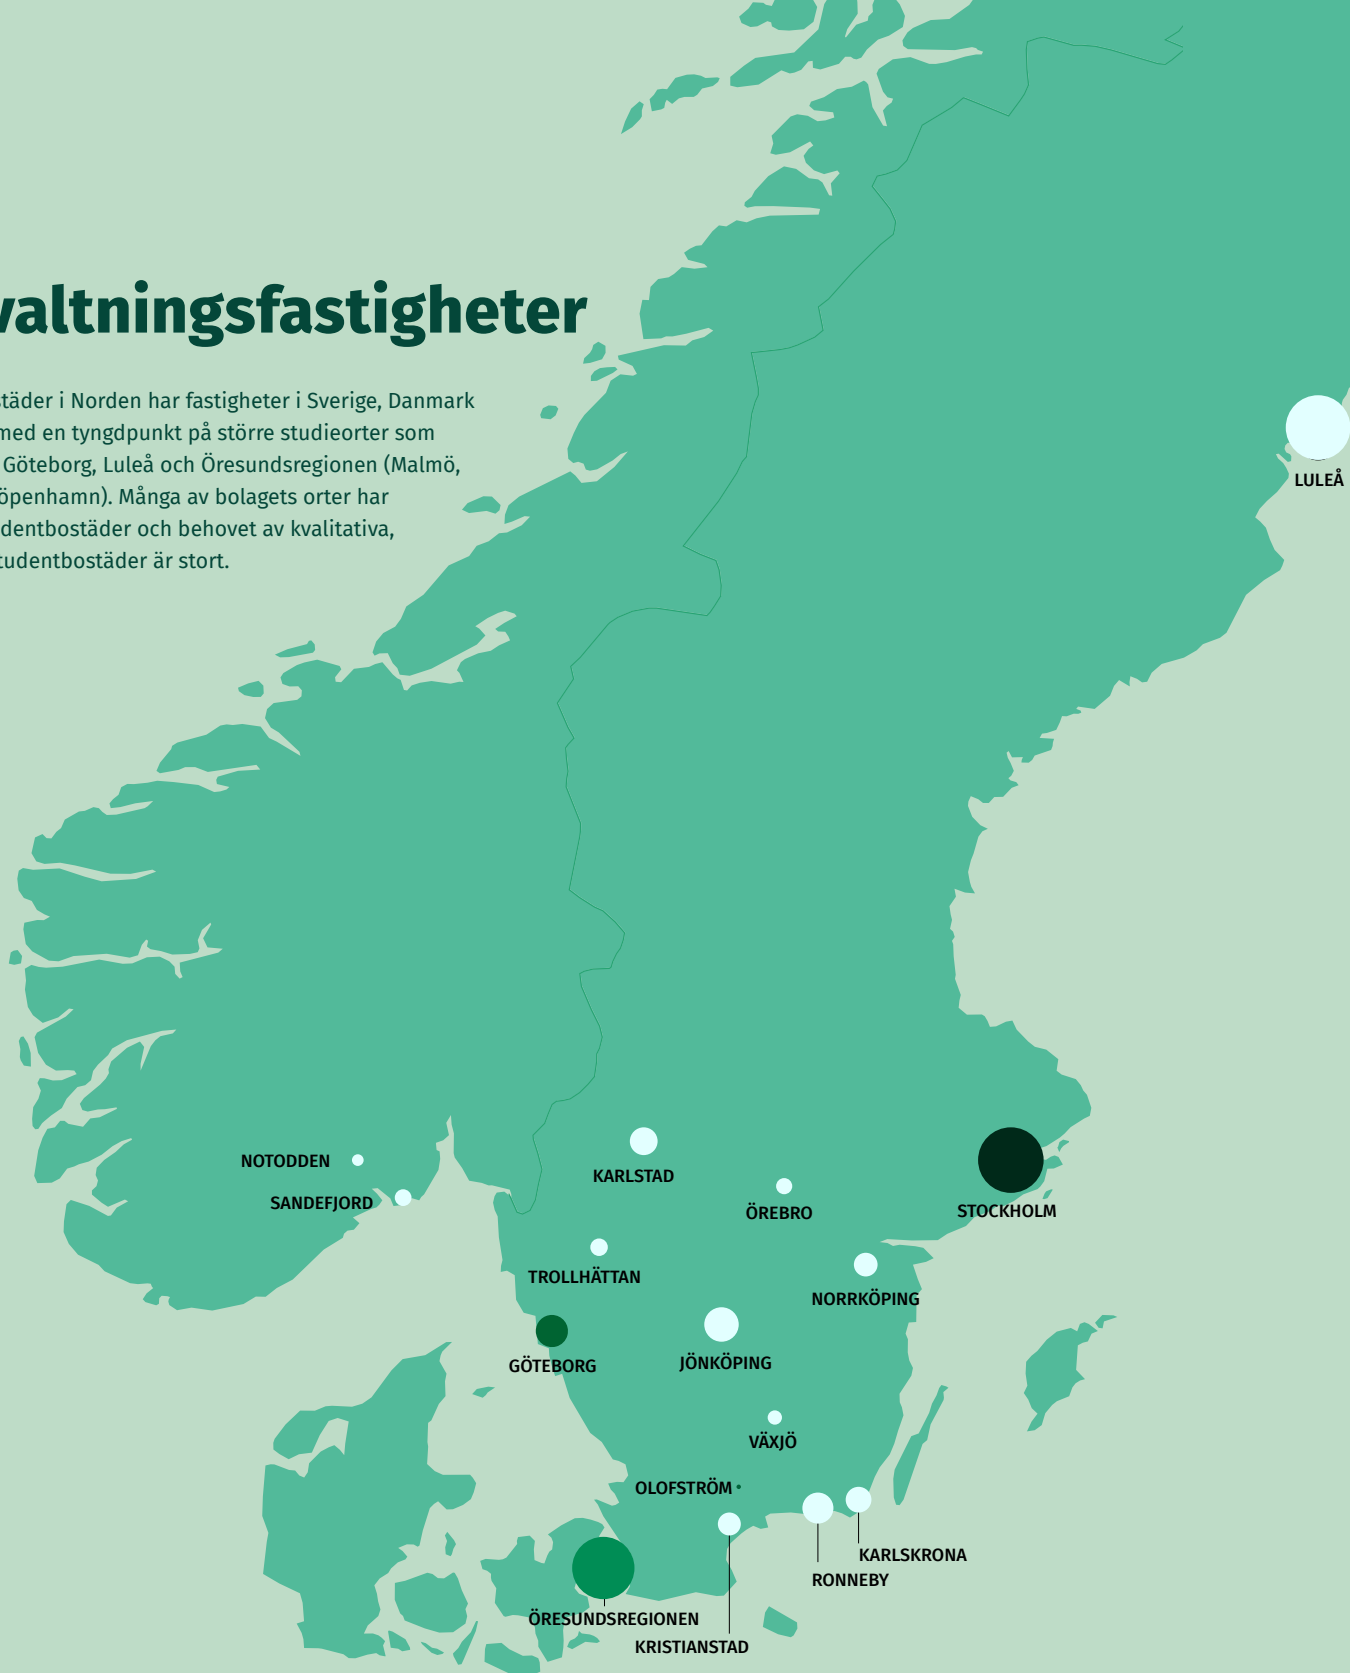 valtningsfastigheter
städer i Norden har fastigheter i Sverige, Danmark
med en tyngdpunkt på större studieorter som
Göteborg, Luleå och Öresundsregionen (Malmö,
öpenhamn). Många av bolagets orter har
dentbostäder och behovet av kvalitativa,
tudentbostäder är stort.
LULEÅ
NOTODDEN
SANDEFJORD
KARLSTAD
ÖREBRO
STOCKHOLM
TROLLHÄTTAN
NORRKÖPING
GÖTEBORG
JÖNKÖPING
VÄXJÖ
OLOFSTRÖM
KARLSKRONA
RONNEBY
ÖRESUNDSREGIONEN
KRISTIANSTAD